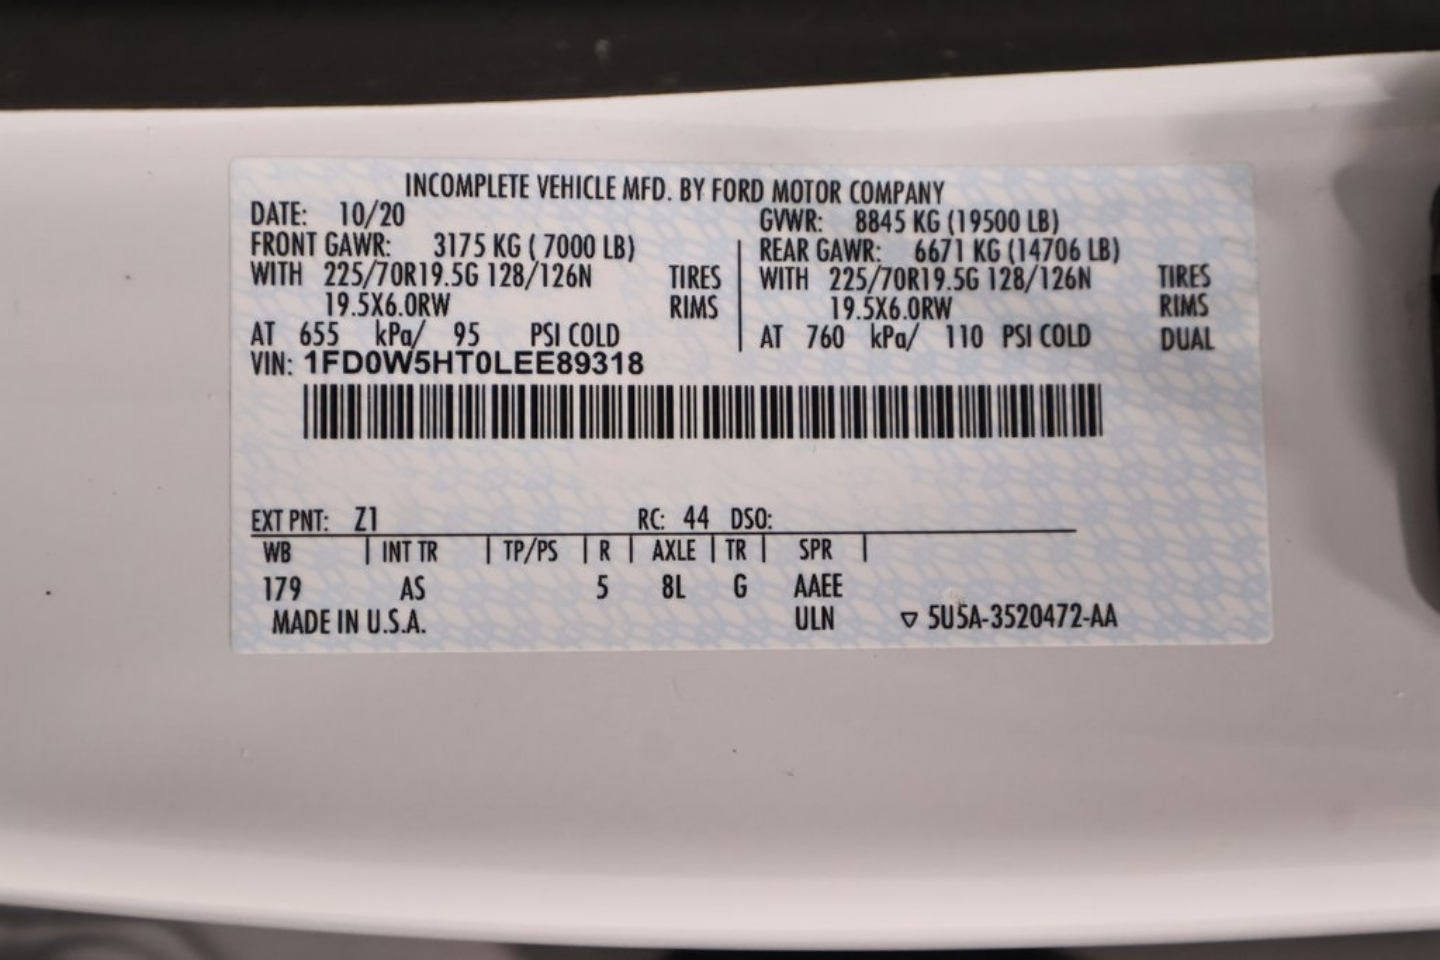 INCOMPLETE VEHICLE MFD. BY FORD MOTOR COMPANY
DATE: 10/20 GVWR: 8845 KG (19500 LB)
FRONT GAWR: 3175 KG ( 7000 LB) REAR GAWR: 6671 KG (14706 LB)
WITH 225/70R19.5G 128/126N TIRES WITH 225/70R19.5G 128/126N TIRES
19.5X6.0RW RIMS 19.5X6.0RW RIMS
AT 655 kPa/ 95 PSI COLD AT 760 kPa/ 110 PSI COLD DUAL
VIN: 1FD0W5HT0LEE89318
EXT PNT: Z1 RC: 44 DSO:
WB | INT TR | TP/PS | R | AXLE | TR | SPR |
179 AS 5 8L G AAEE
MADE IN U.S.A. ULN ▽ 5U5A-3520472-AA